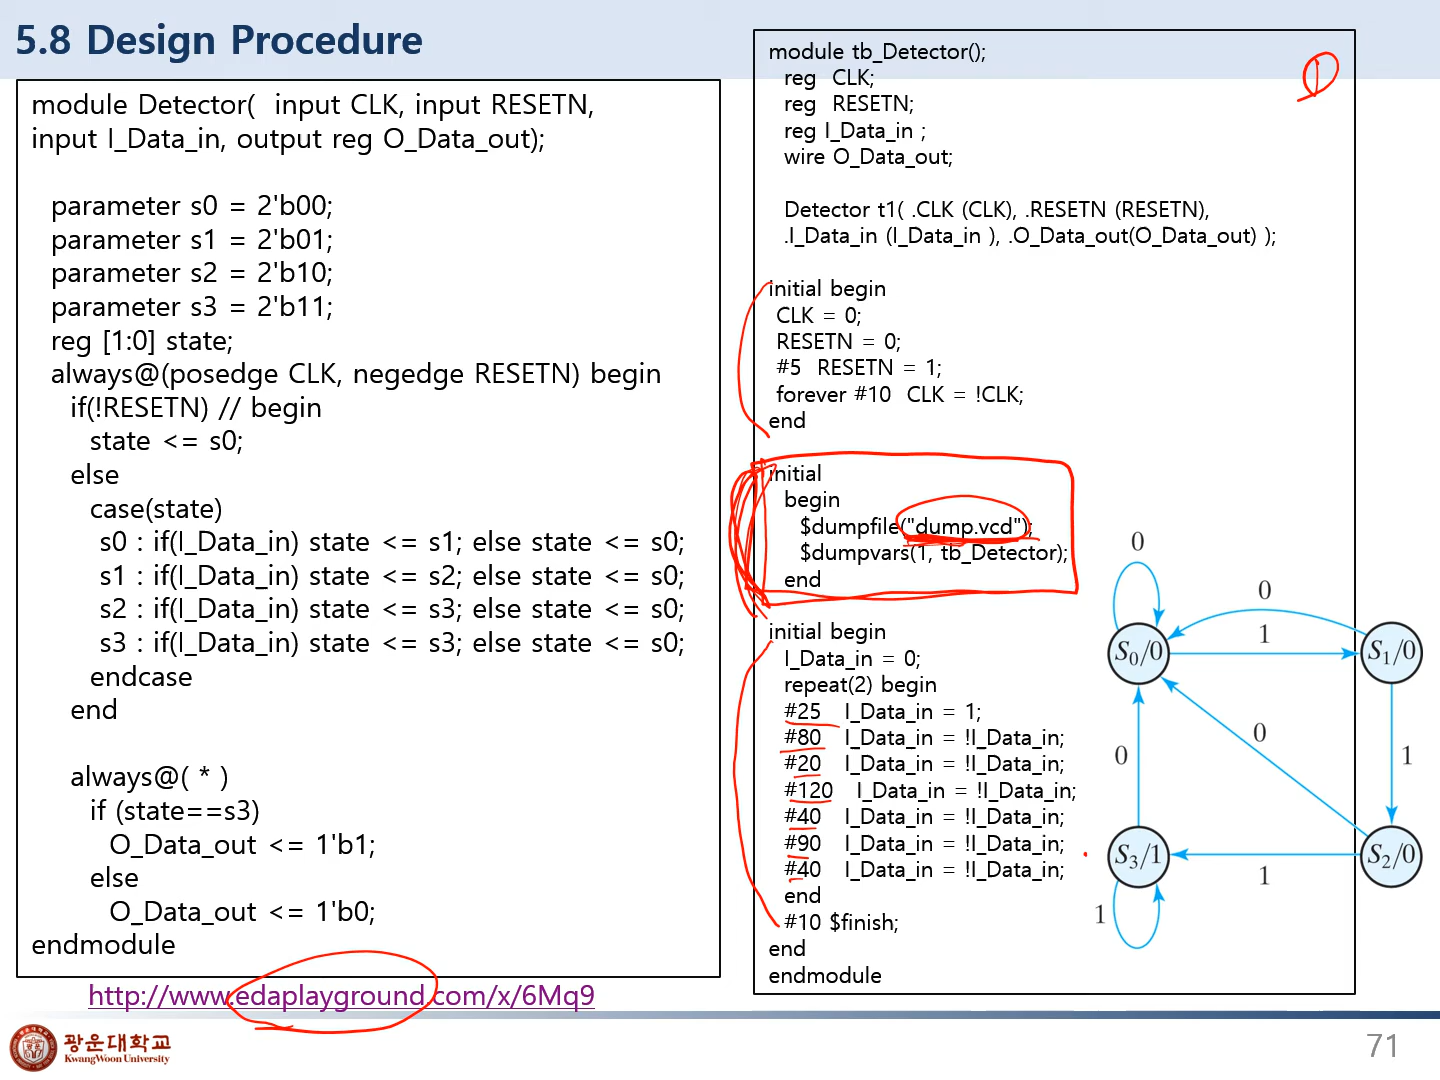 5.8 Design Procedure
module Detector(  input CLK, input RESETN,
input I_Data_in, output reg O_Data_out);
parameter s0 = 2'b00;
parameter s1 = 2'b01;
parameter s2 = 2'b10;
parameter s3 = 2'b11;
reg [1:0] state;
always@(posedge CLK, negedge RESETN) begin
if(!RESETN) // begin
state <= s0;
else
case(state)
s0 : if(I_Data_in) state <= s1; else state <= s0;
s1 : if(I_Data_in) state <= s2; else state <= s0;
s2 : if(I_Data_in) state <= s3; else state <= s0;
s3 : if(I_Data_in) state <= s3; else state <= s0;
endcase
end
always@( * )
if (state==s3)
O_Data_out <= 1'b1;
else
O_Data_out <= 1'b0;
endmodule
http://www.edaplayground.com/x/6Mq9
module tb_Detector();
reg  CLK;
reg  RESETN;
reg I_Data_in ;
wire O_Data_out;
Detector t1( .CLK (CLK), .RESETN (RESETN),
.I_Data_in (I_Data_in ), .O_Data_out(O_Data_out) );
initial begin
CLK = 0;
RESETN = 0;
#5  RESETN = 1;
forever #10  CLK = !CLK;
end
initial
begin
$dumpfile("dump.vcd");
$dumpvars(1, tb_Detector);
end
initial begin
I_Data_in = 0;
repeat(2) begin
#25   I_Data_in = 1;
#80   I_Data_in = !I_Data_in;
#20   I_Data_in = !I_Data_in;
#120   I_Data_in = !I_Data_in;
#40   I_Data_in = !I_Data_in;
#90   I_Data_in = !I_Data_in;
#40   I_Data_in = !I_Data_in;
end
#10 $finish;
end
endmodule
①
0
0
1
S0/0
S1/0
0
0
1
S3/1
S2/0
1
1
광운대학교
KwangWoon University
71